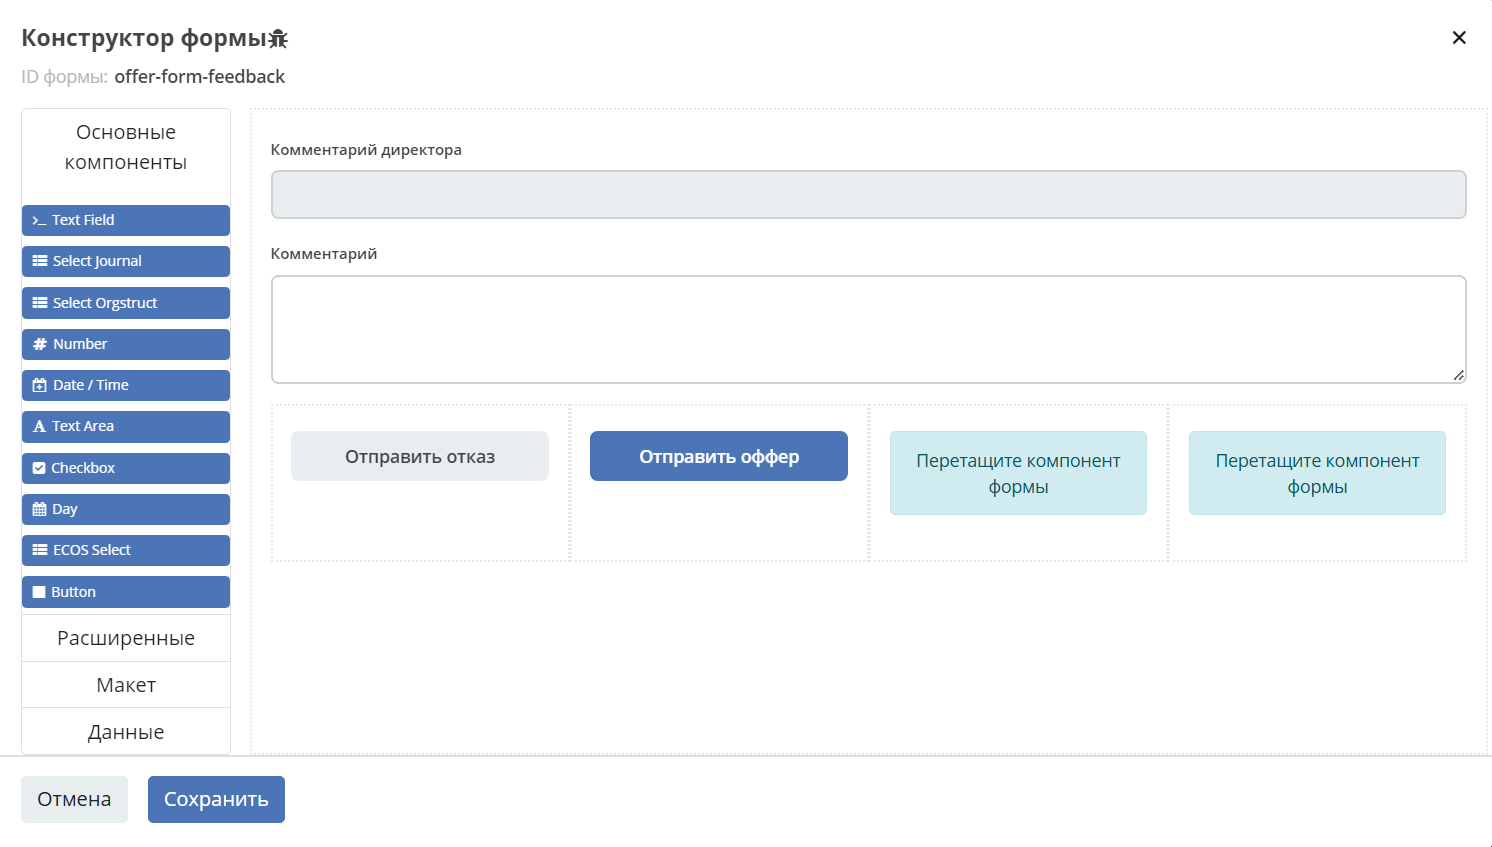 Конструктор формы
ID формы: offer-form-feedback
Основные
компоненты
Text Field
Select Journal
Select Orgstruct
Number
Date / Time
Text Area
Checkbox
Day
ECOS Select
Button
Расширенные
Макет
Данные
Комментарий директора
Комментарий
Отправить отказ
Отправить оффер
Перетащите компонент
формы
Перетащите компонент
формы
Отмена
Сохранить